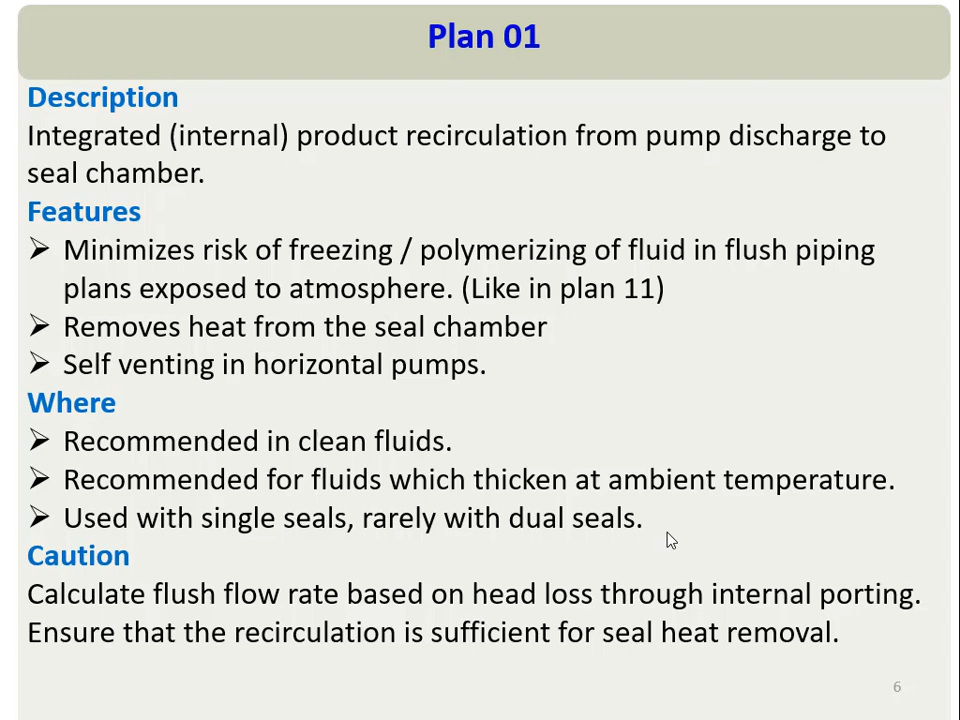 Plan 01
Description
Integrated (internal) product recirculation from pump discharge to
seal chamber.
Features
➢ Minimizes risk of freezing / polymerizing of fluid in flush piping
plans exposed to atmosphere. (Like in plan 11)
➢ Removes heat from the seal chamber
➢ Self venting in horizontal pumps.
Where
➢ Recommended in clean fluids.
➢ Recommended for fluids which thicken at ambient temperature.
➢ Used with single seals, rarely with dual seals.
Caution
Calculate flush flow rate based on head loss through internal porting.
Ensure that the recirculation is sufficient for seal heat removal.
6